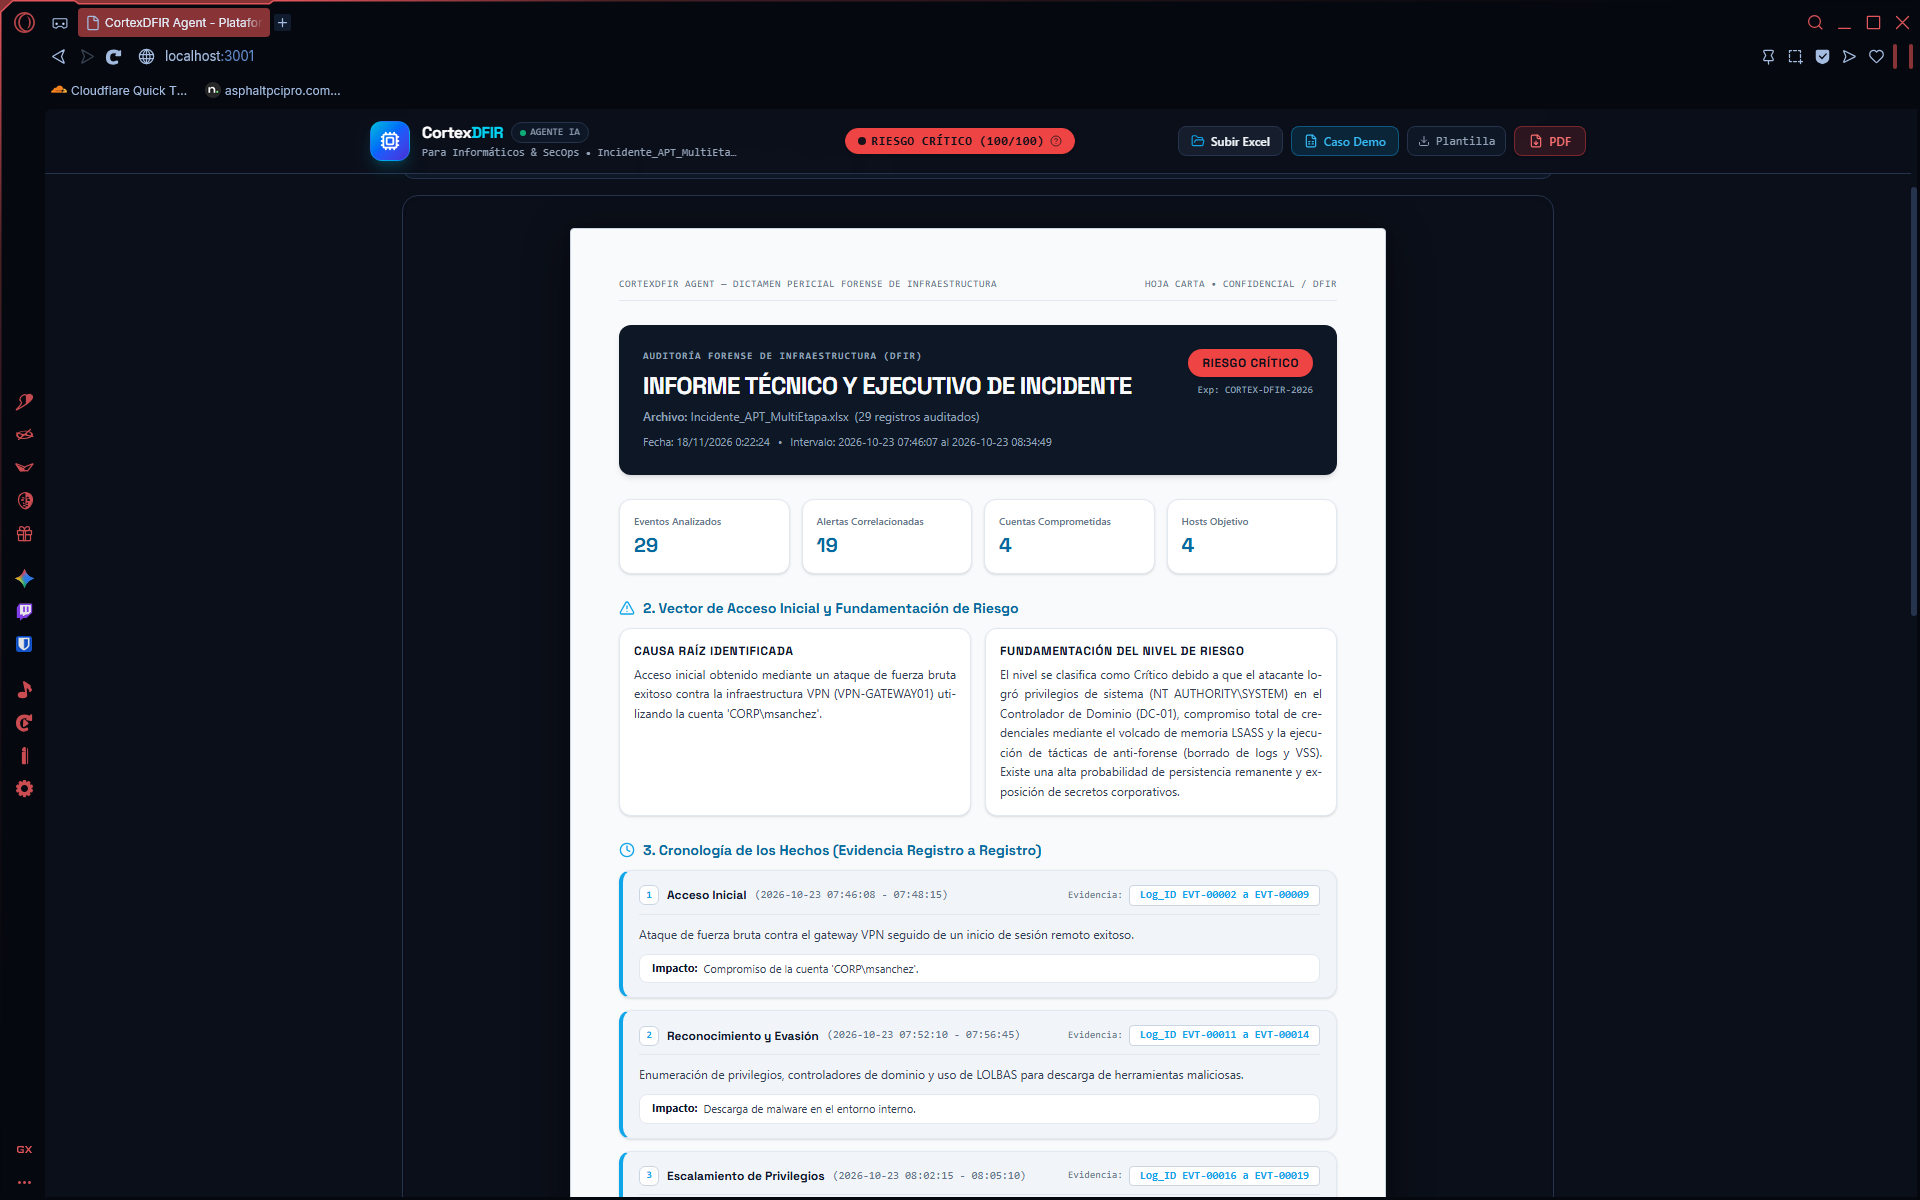 CortexDFIR Agent - Platafo
localhost:3001
Cloudflare Quick T...
n. asphaltpcipro.com...
CortexDFIR
AGENTE IA
Para Informáticos & SecOps • Incidente_APT_MultiEta…
RIESGO CRÍTICO (100/100)
Subir Excel
Caso Demo
Plantilla
PDF
CORTEXDFIR AGENT — DICTAMEN PERICIAL FORENSE DE INFRAESTRUCTURA
HOJA CARTA • CONFIDENCIAL / DFIR
AUDITORÍA FORENSE DE INFRAESTRUCTURA (DFIR)
RIESGO CRÍTICO
INFORME TÉCNICO Y EJECUTIVO DE INCIDENTE
Exp: CORTEX-DFIR-2026
Archivo: Incidente_APT_MultiEtapa.xlsx (29 registros auditados)
Fecha: 18/11/2026 0:22:24 • Intervalo: 2026-10-23 07:46:07 al 2026-10-23 08:34:49
Eventos Analizados
29
Alertas Correlacionadas
19
Cuentas Comprometidas
4
Hosts Objetivo
4
2. Vector de Acceso Inicial y Fundamentación de Riesgo
CAUSA RAÍZ IDENTIFICADA
Acceso inicial obtenido mediante un ataque de fuerza bruta
exitoso contra la infraestructura VPN (VPN-GATEWAY01) uti-
lizando la cuenta 'CORP\msanchez'.
FUNDAMENTACIÓN DEL NIVEL DE RIESGO
El nivel se clasifica como Crítico debido a que el atacante lo-
gró privilegios de sistema (NT AUTHORITY\SYSTEM) en el
Controlador de Dominio (DC-01), compromiso total de cre-
denciales mediante el volcado de memoria LSASS y la ejecu-
ción de tácticas de anti-forense (borrado de logs y VSS).
Existe una alta probabilidad de persistencia remanente y ex-
posición de secretos corporativos.
3. Cronología de los Hechos (Evidencia Registro a Registro)
1 Acceso Inicial (2026-10-23 07:46:08 - 07:48:15)
Evidencia: Log_ID EVT-00002 a EVT-00009
Ataque de fuerza bruta contra el gateway VPN seguido de un inicio de sesión remoto exitoso.
Impacto: Compromiso de la cuenta 'CORP\msanchez'.
2 Reconocimiento y Evasión (2026-10-23 07:52:10 - 07:56:45)
Evidencia: Log_ID EVT-00011 a EVT-00014
Enumeración de privilegios, controladores de dominio y uso de LOLBAS para descarga de herramientas maliciosas.
Impacto: Descarga de malware en el entorno interno.
3 Escalamiento de Privilegios (2026-10-23 08:02:15 - 08:05:10)
Evidencia: Log_ID EVT-00016 a EVT-00019
GX